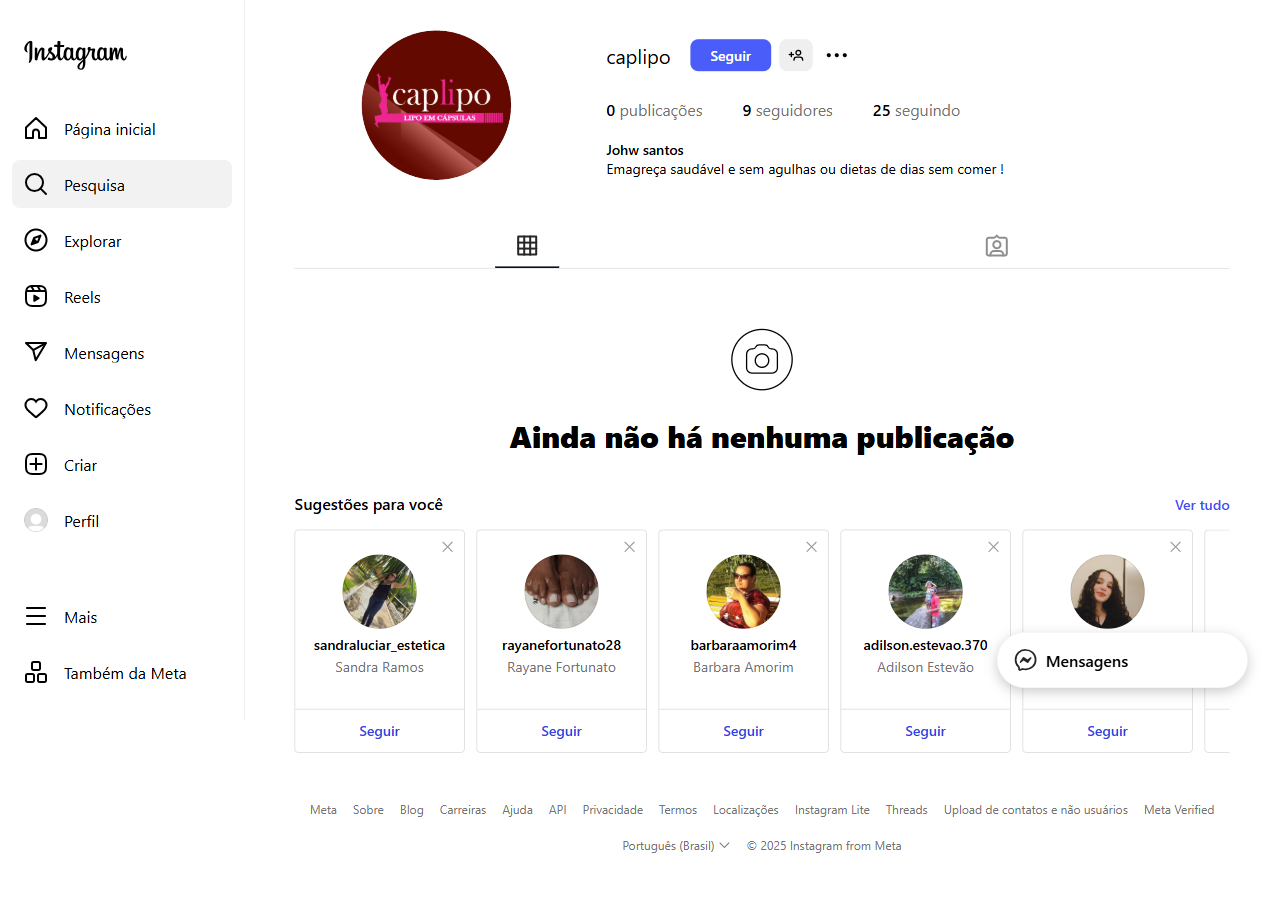 Instagram
Página inicial
Pesquisa
Explorar
Reels
Mensagens
Notificações
Criar
Perfil
Mais
Também da Meta
caplipo
LIPO EM CÁPSULAS
caplipo Seguir
0 publicações 9 seguidores 25 seguindo
Johw santos
Emagreça saudável e sem agulhas ou dietas de dias sem comer !
Ainda não há nenhuma publicação
Sugestões para você Ver tudo
sandraluciar_estetica
Sandra Ramos
Seguir
rayanefortunato28
Rayane Fortunato
Seguir
barbaraamorim4
Barbara Amorim
Seguir
adilson.estevao.370
Adilson Estevão
Seguir
Seguir
Mensagens
Meta Sobre Blog Carreiras Ajuda API Privacidade Termos Localizações Instagram Lite Threads Upload de contatos e não usuários Meta Verified
Português (Brasil) © 2025 Instagram from Meta